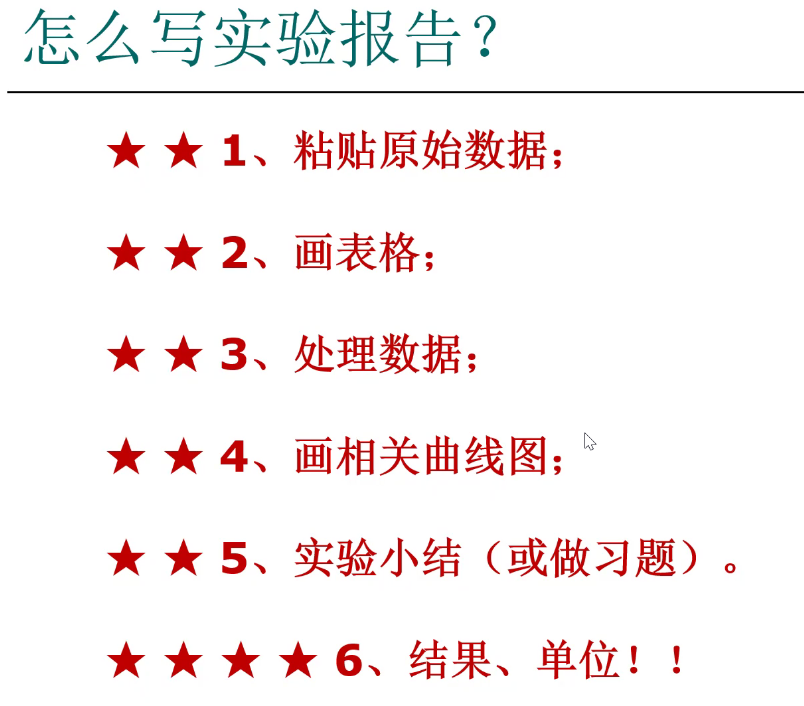 怎么写实验报告？
★ ★ 1、粘贴原始数据；
★ ★ 2、画表格；
★ ★ 3、处理数据；
★ ★ 4、画相关曲线图；
★ ★ 5、实验小结（或做习题）。
★ ★ ★ ★ 6、结果、单位！！